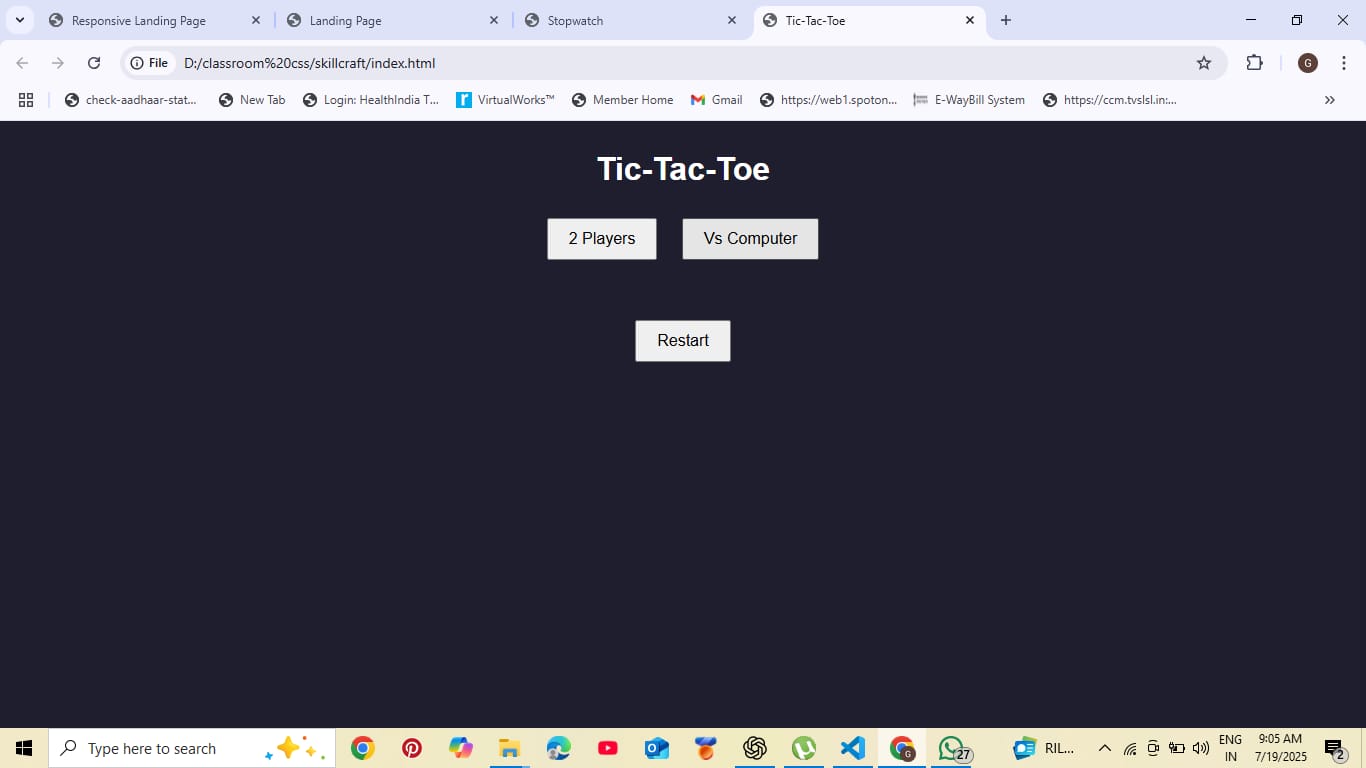 Responsive Landing Page
Landing Page
Stopwatch
Tic-Tac-Toe
File D:/classroom%20css/skillcraft/index.html
G
check-aadhaar-stat...
New Tab
Login: HealthIndia T...
VirtualWorks™
Member Home
Gmail
https://web1.spoton...
E-WayBill System
https://ccm.tvslsl.in:...
Tic-Tac-Toe
2 Players
Vs Computer
Restart
Type here to search
G
27
RIL...
ENG
IN
9:05 AM
7/19/2025
2